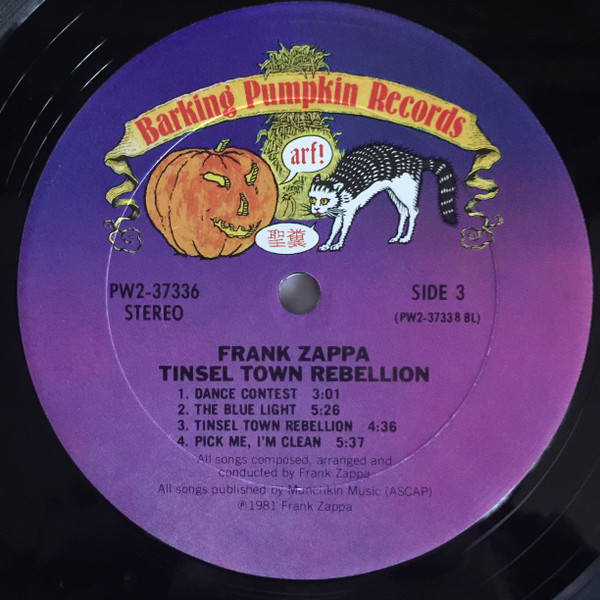 Barking Pumpkin Records
arf!
聖糞
PW2-37336
STEREO
SIDE 3
(PW2-37338 BL)
FRANK ZAPPA
TINSEL TOWN REBELLION
1. DANCE CONTEST 3:01
2. THE BLUE LIGHT 5:26
3. TINSEL TOWN REBELLION 4:36
4. PICK ME, I'M CLEAN 5:37
All songs composed, arranged and
conducted by Frank Zappa
All songs published by Munchkin Music (ASCAP)
℗1981 Frank Zappa